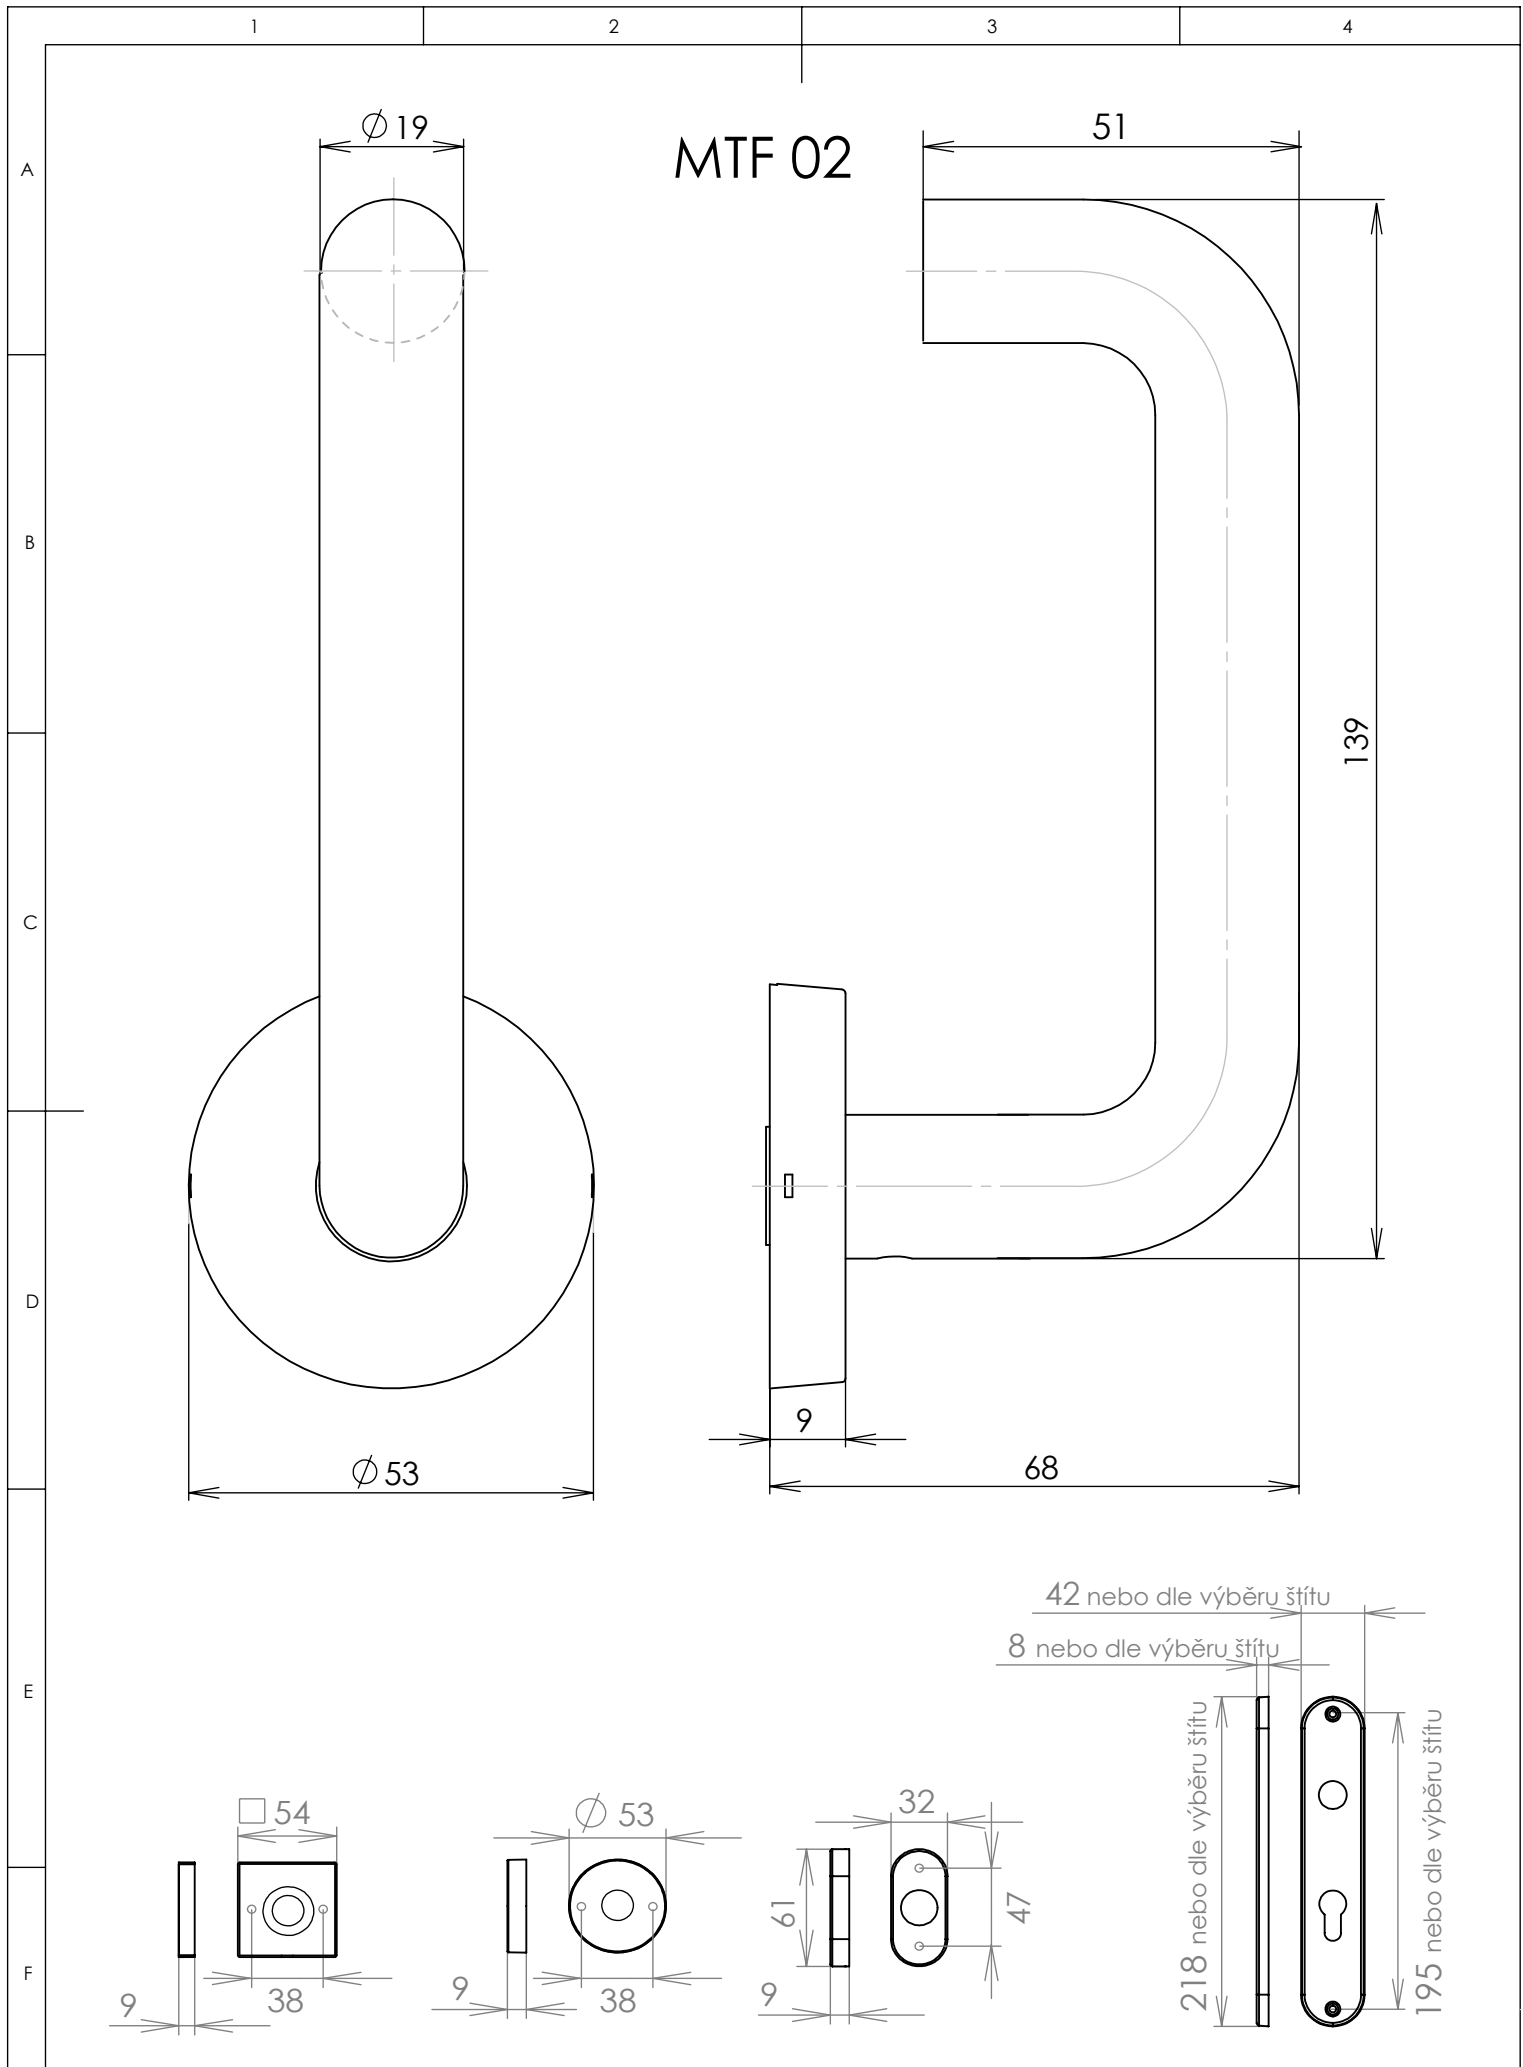 1 2 3 4
A
B
C
D
E
F
MTF 02
⌀ 19
51
139
⌀ 53
9
68
42 nebo dle výběru štítu
8 nebo dle výběru štítu
218 nebo dle výběru štítu
195 nebo dle výběru štítu
□ 54
38
9
⌀ 53
38
9
32
61
47
9